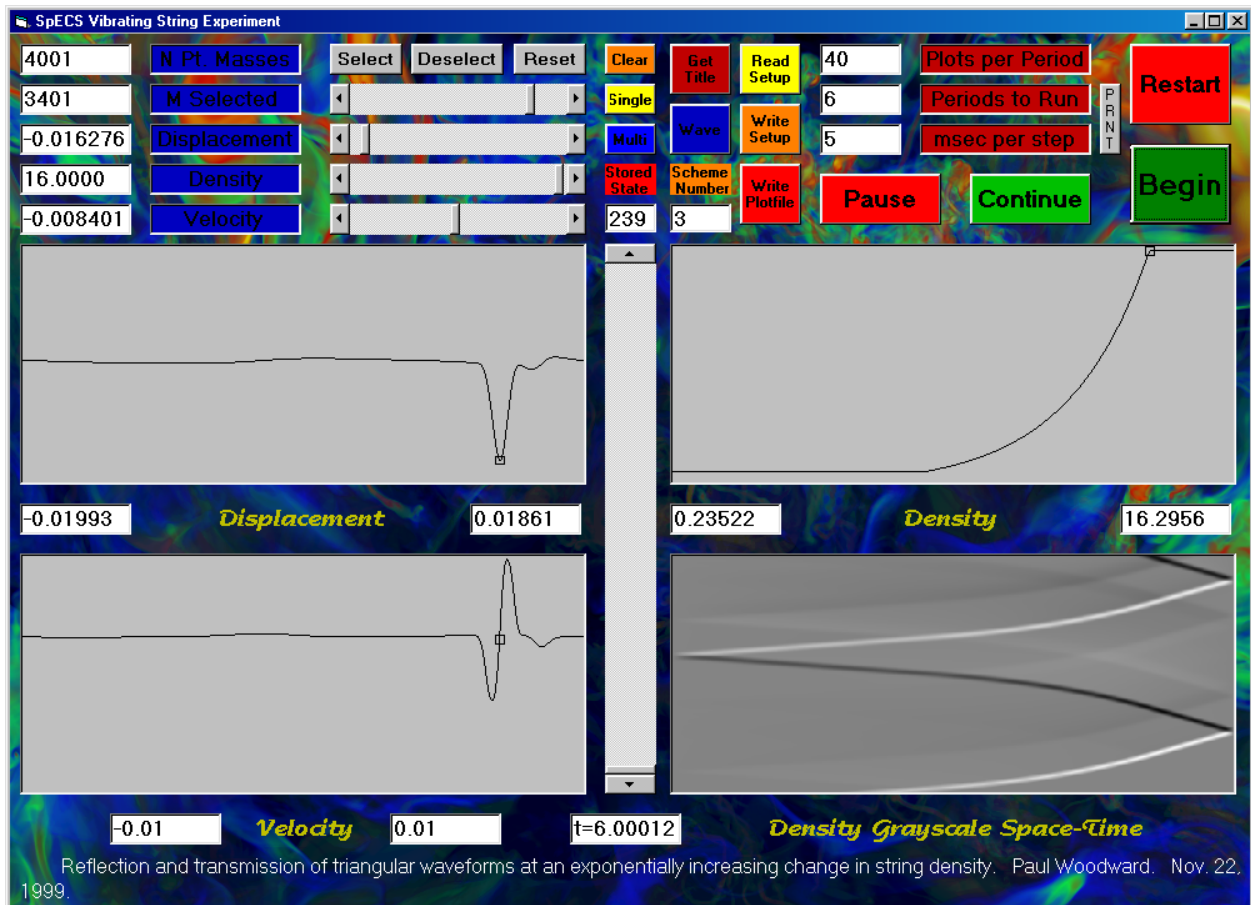 SpECS Vibrating String Experiment
4001 N Pt. Masses Select Deselect Reset Clear Get Title Read Setup 40 Plots per Period Restart
3401 M Selected Single 6 Periods to Run PRNT
-0.016276 Displacement Multi Wave Write Setup 5 msec per step
16.0000 Density Stored State Scheme Number Write Plotfile Pause Continue Begin
-0.008401 Velocity 239 3
-0.01993 Displacement 0.01861 0.23522 Density 16.2956
-0.01 Velocity 0.01 t=6.00012 Density Grayscale Space-Time
Reflection and transmission of triangular waveforms at an exponentially increasing change in string density. Paul Woodward. Nov. 22,
1999.